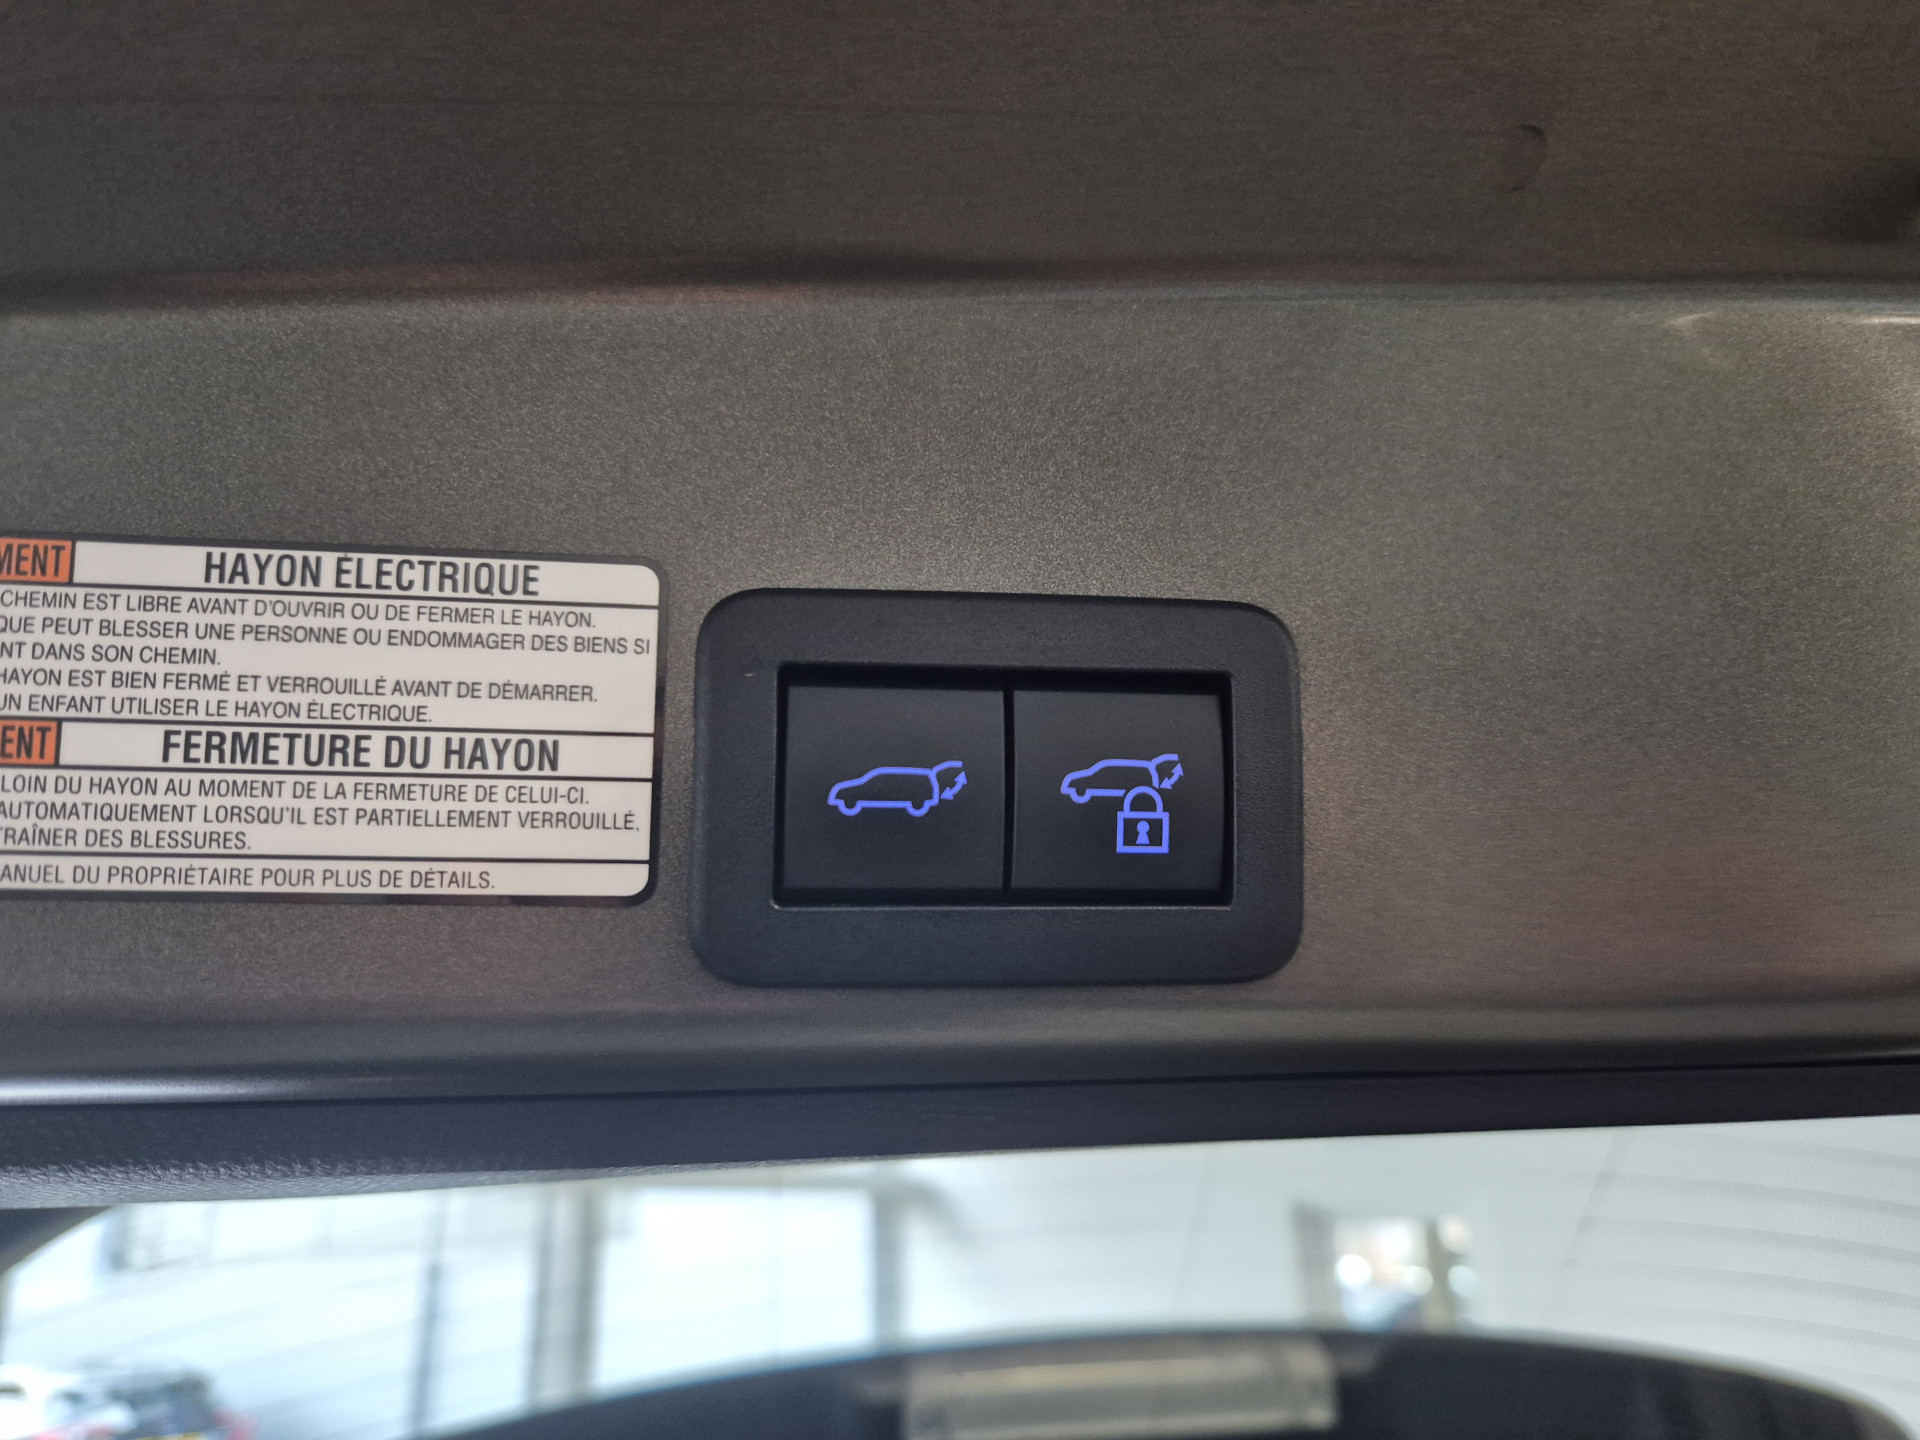 MENT HAYON ÉLECTRIQUE
CHEMIN EST LIBRE AVANT D'OUVRIR OU DE FERMER LE HAYON.
QUE PEUT BLESSER UNE PERSONNE OU ENDOMMAGER DES BIENS SI
NT DANS SON CHEMIN.
HAYON EST BIEN FERMÉ ET VERROUILLÉ AVANT DE DÉMARRER.
UN ENFANT UTILISER LE HAYON ÉLECTRIQUE.
ENT FERMETURE DU HAYON
LOIN DU HAYON AU MOMENT DE LA FERMETURE DE CELUI-CI.
AUTOMATIQUEMENT LORSQU'IL EST PARTIELLEMENT VERROUILLÉ,
TRAÎNER DES BLESSURES.
ANUEL DU PROPRIÉTAIRE POUR PLUS DE DÉTAILS.